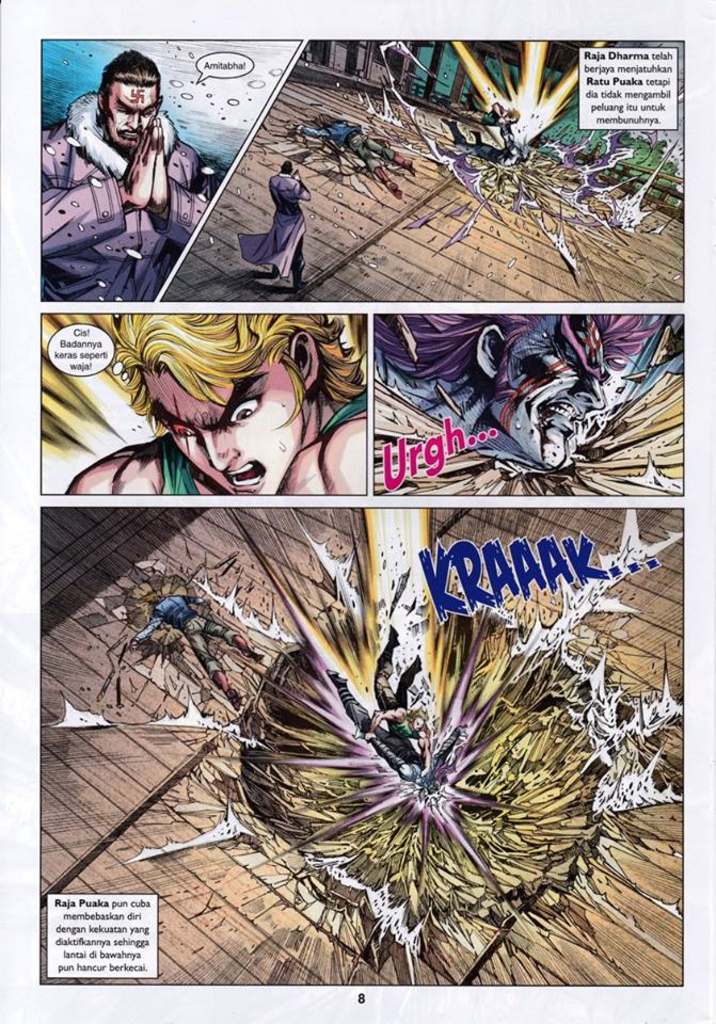 Amitabha!
Raja Dharma telah
berjaya menjatuhkan
Ratu Puaka tetapi
dia tidak mengambil
peluang itu untuk
membunuhnya.
Cis!
Badannya
keras seperti
waja!
Urgh...
KRAAAK...
Raja Puaka pun cuba
membebaskan diri
dengan kekuatan yang
diaktifkannya sehingga
lantai di bawahnya
pun hancur berkecai.
8